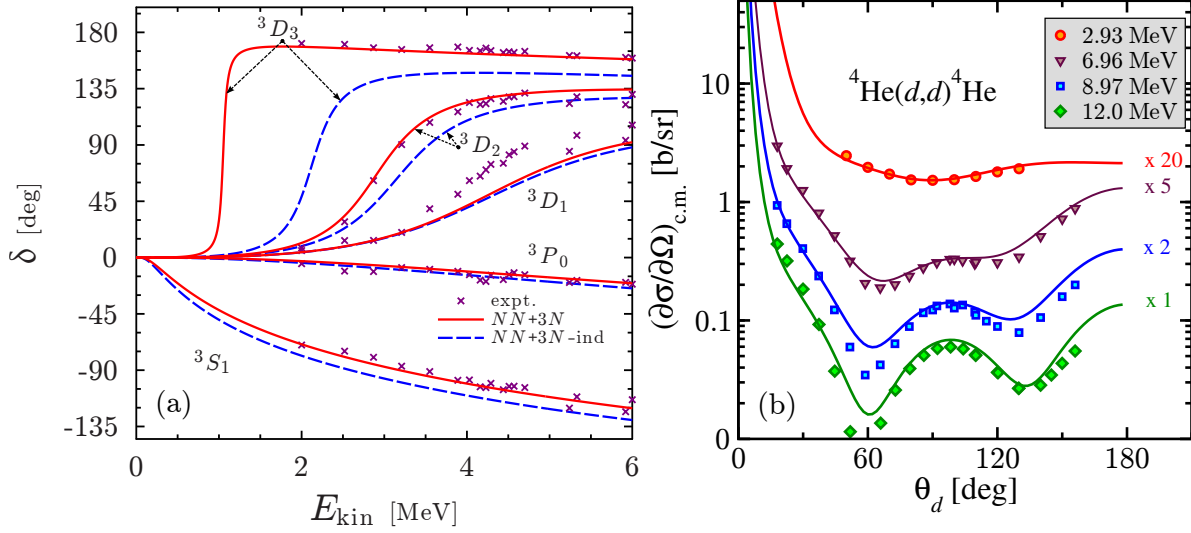 180
135
90
45
0
-45
-90
-135
δ [deg]
³D₃
³D₂
³D₁
³P₀
³S₁
expt.
NN+3N
NN+3N-ind
(a)
0 2 4 6
E_kin [MeV]
10
1
0.1
0
(∂σ/∂Ω)c.m. [b/sr]
⁴He(d,d)⁴He
2.93 MeV
6.96 MeV
8.97 MeV
12.0 MeV
x 20
x 5
x 2
x 1
(b)
0 60 120 180
θ_d [deg]